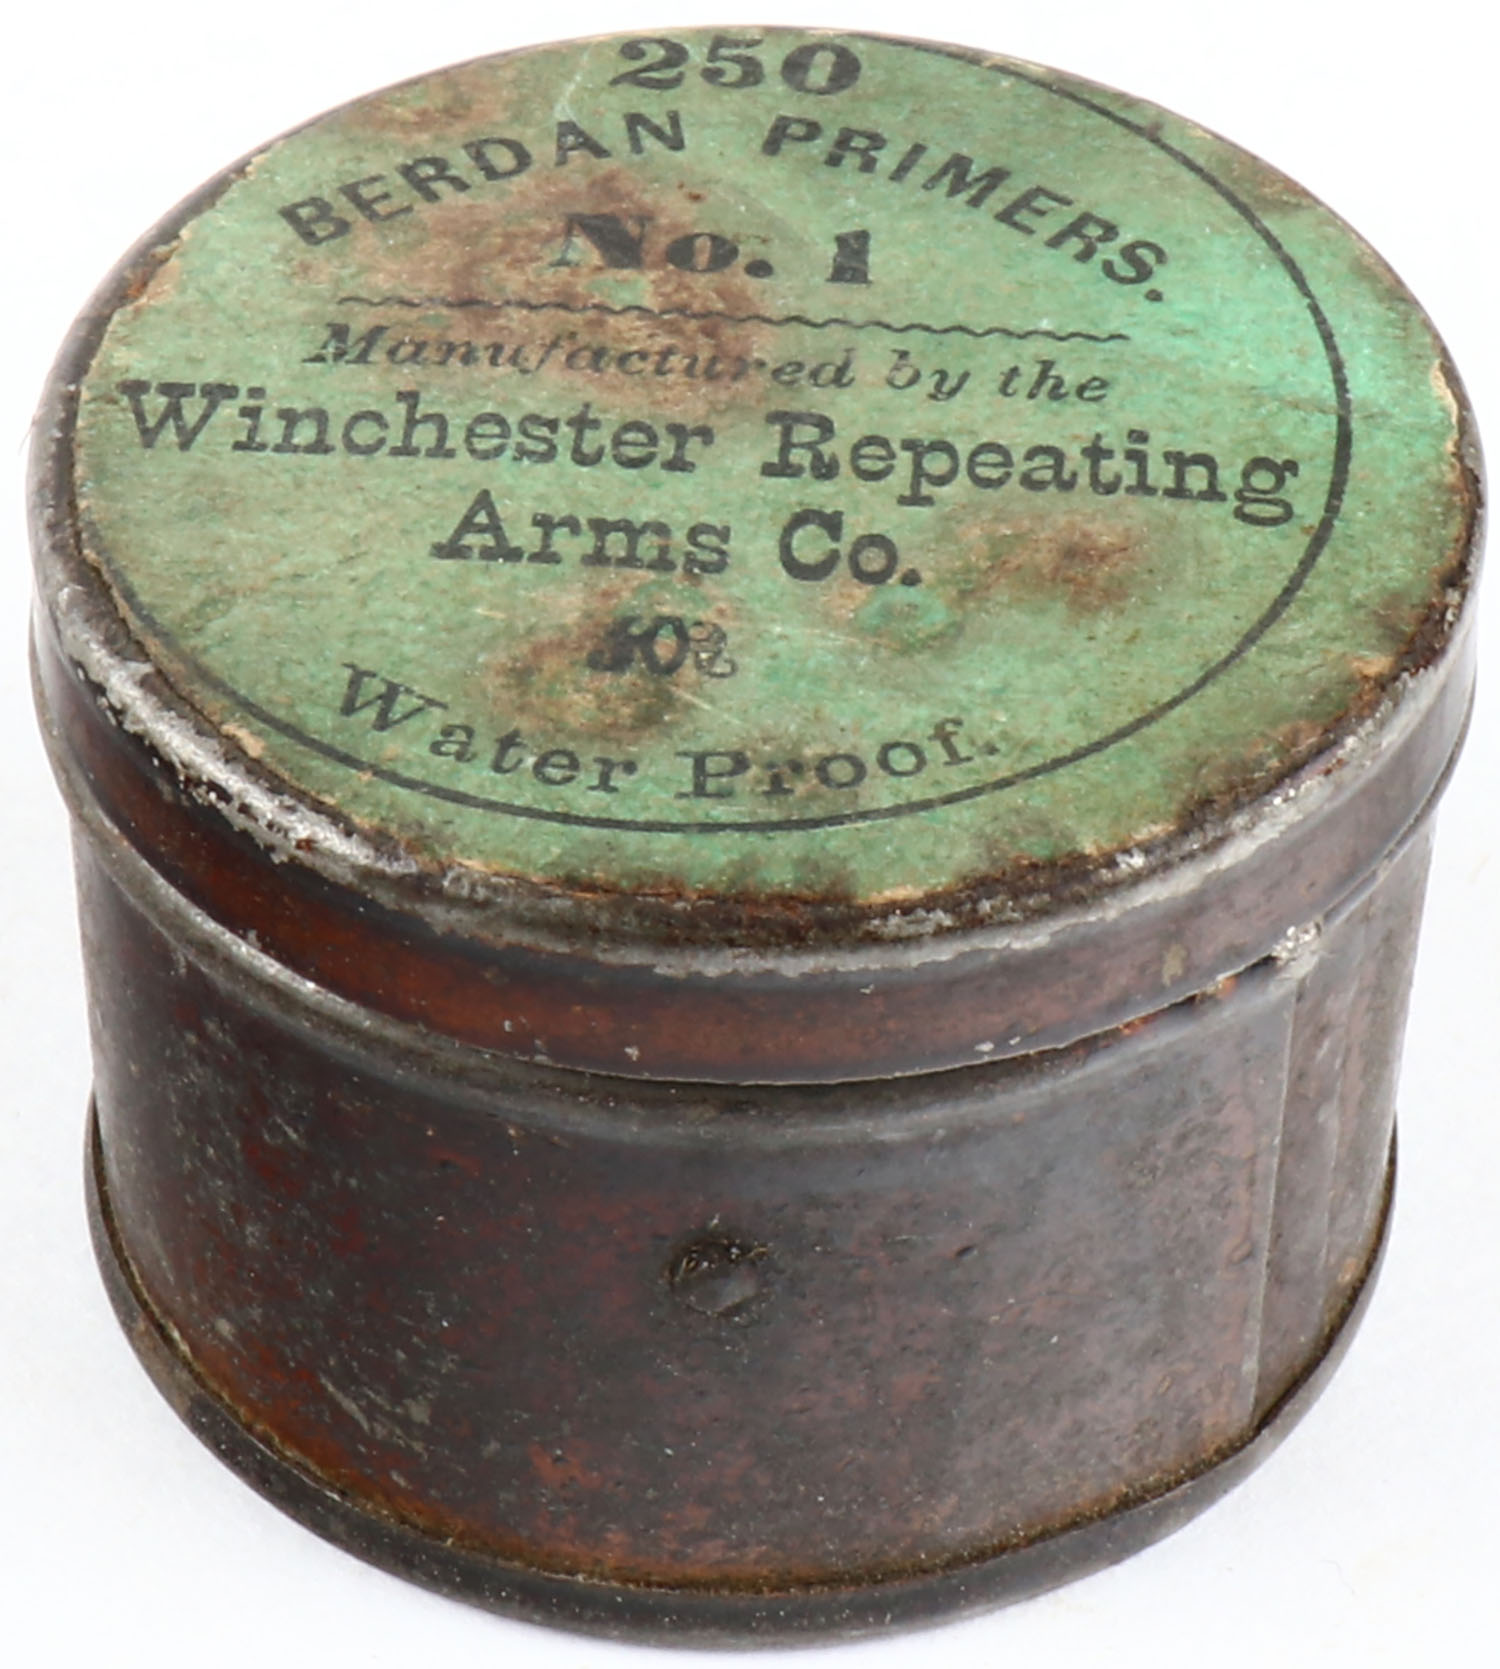 250
BERDAN PRIMERS.
No. 1
Manufactured by the
Winchester Repeating
Arms Co.
Water Proof.